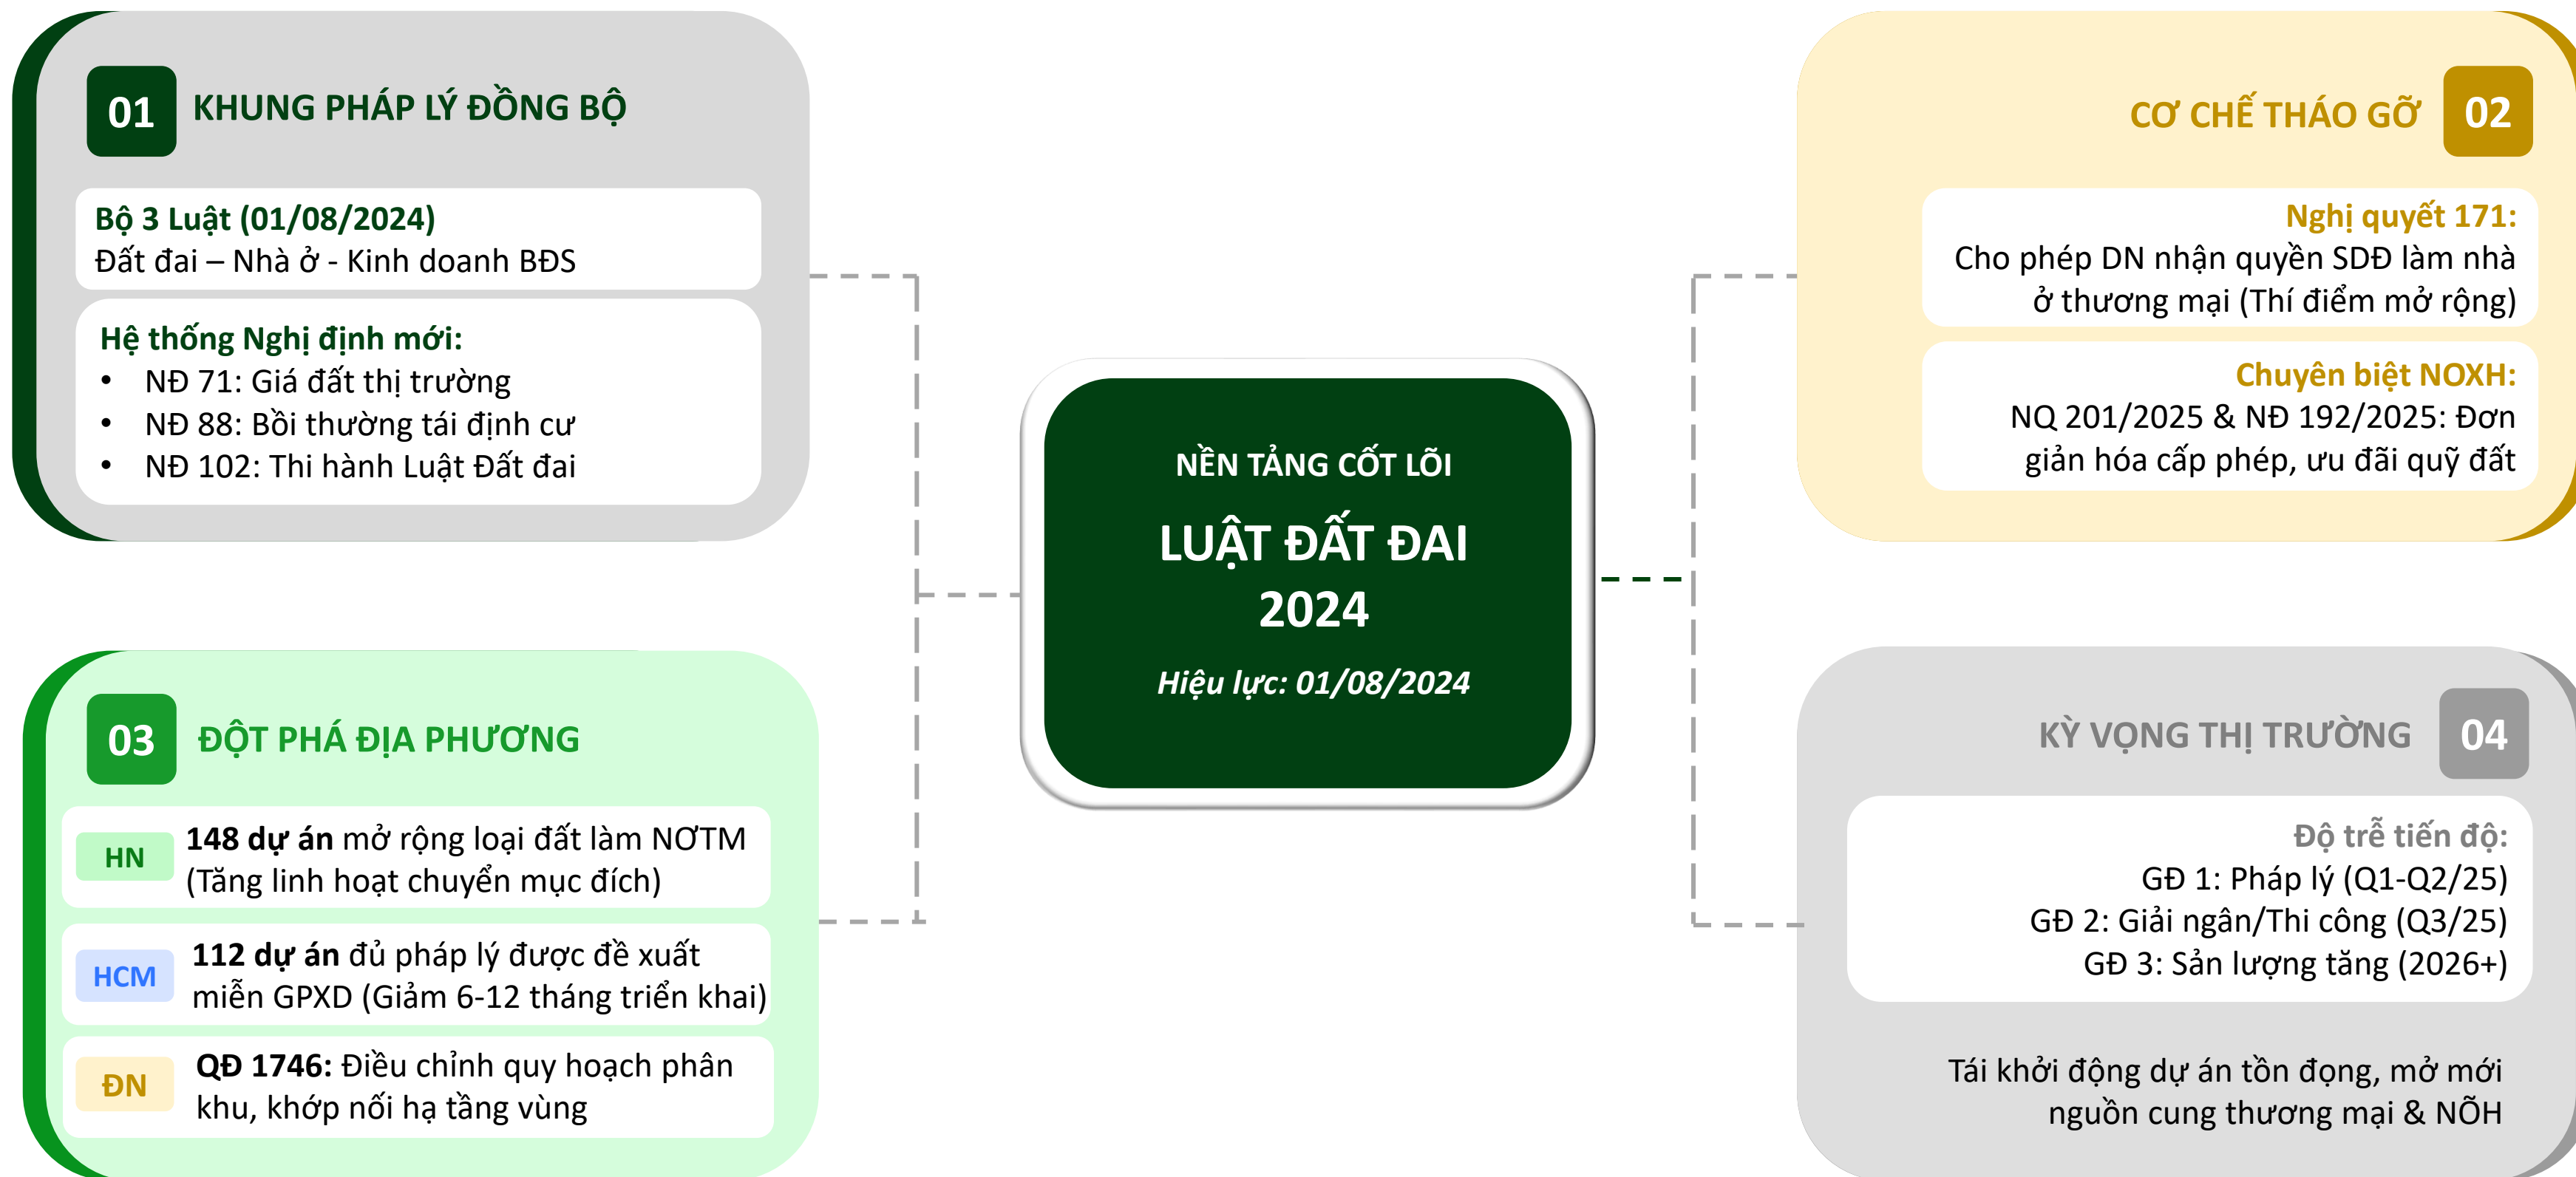 01
KHUNG PHÁP LÝ ĐỒNG BỘ
Bộ 3 Luật (01/08/2024)
Đất đai – Nhà ở - Kinh doanh BĐS
Hệ thống Nghị định mới:
• NĐ 71: Giá đất thị trường
• NĐ 88: Bồi thường tái định cư
• NĐ 102: Thi hành Luật Đất đai
CƠ CHẾ THÁO GỠ
02
Nghị quyết 171:
Cho phép DN nhận quyền SDĐ làm nhà
ở thương mại (Thí điểm mở rộng)
Chuyên biệt NOXH:
NQ 201/2025 & NĐ 192/2025: Đơn
giản hóa cấp phép, ưu đãi quỹ đất
NỀN TẢNG CỐT LÕI
LUẬT ĐẤT ĐAI
2024
Hiệu lực: 01/08/2024
03
ĐỘT PHÁ ĐỊA PHƯƠNG
HN
148 dự án mở rộng loại đất làm NƠTM
(Tăng linh hoạt chuyển mục đích)
HCM
112 dự án đủ pháp lý được đề xuất
miễn GPXD (Giảm 6-12 tháng triển khai)
ĐN
QĐ 1746: Điều chỉnh quy hoạch phân
khu, khớp nối hạ tầng vùng
KỲ VỌNG THỊ TRƯỜNG
04
Độ trễ tiến độ:
GĐ 1: Pháp lý (Q1-Q2/25)
GĐ 2: Giải ngân/Thi công (Q3/25)
GĐ 3: Sản lượng tăng (2026+)
Tái khởi động dự án tồn đọng, mở mới
nguồn cung thương mại & NÕH